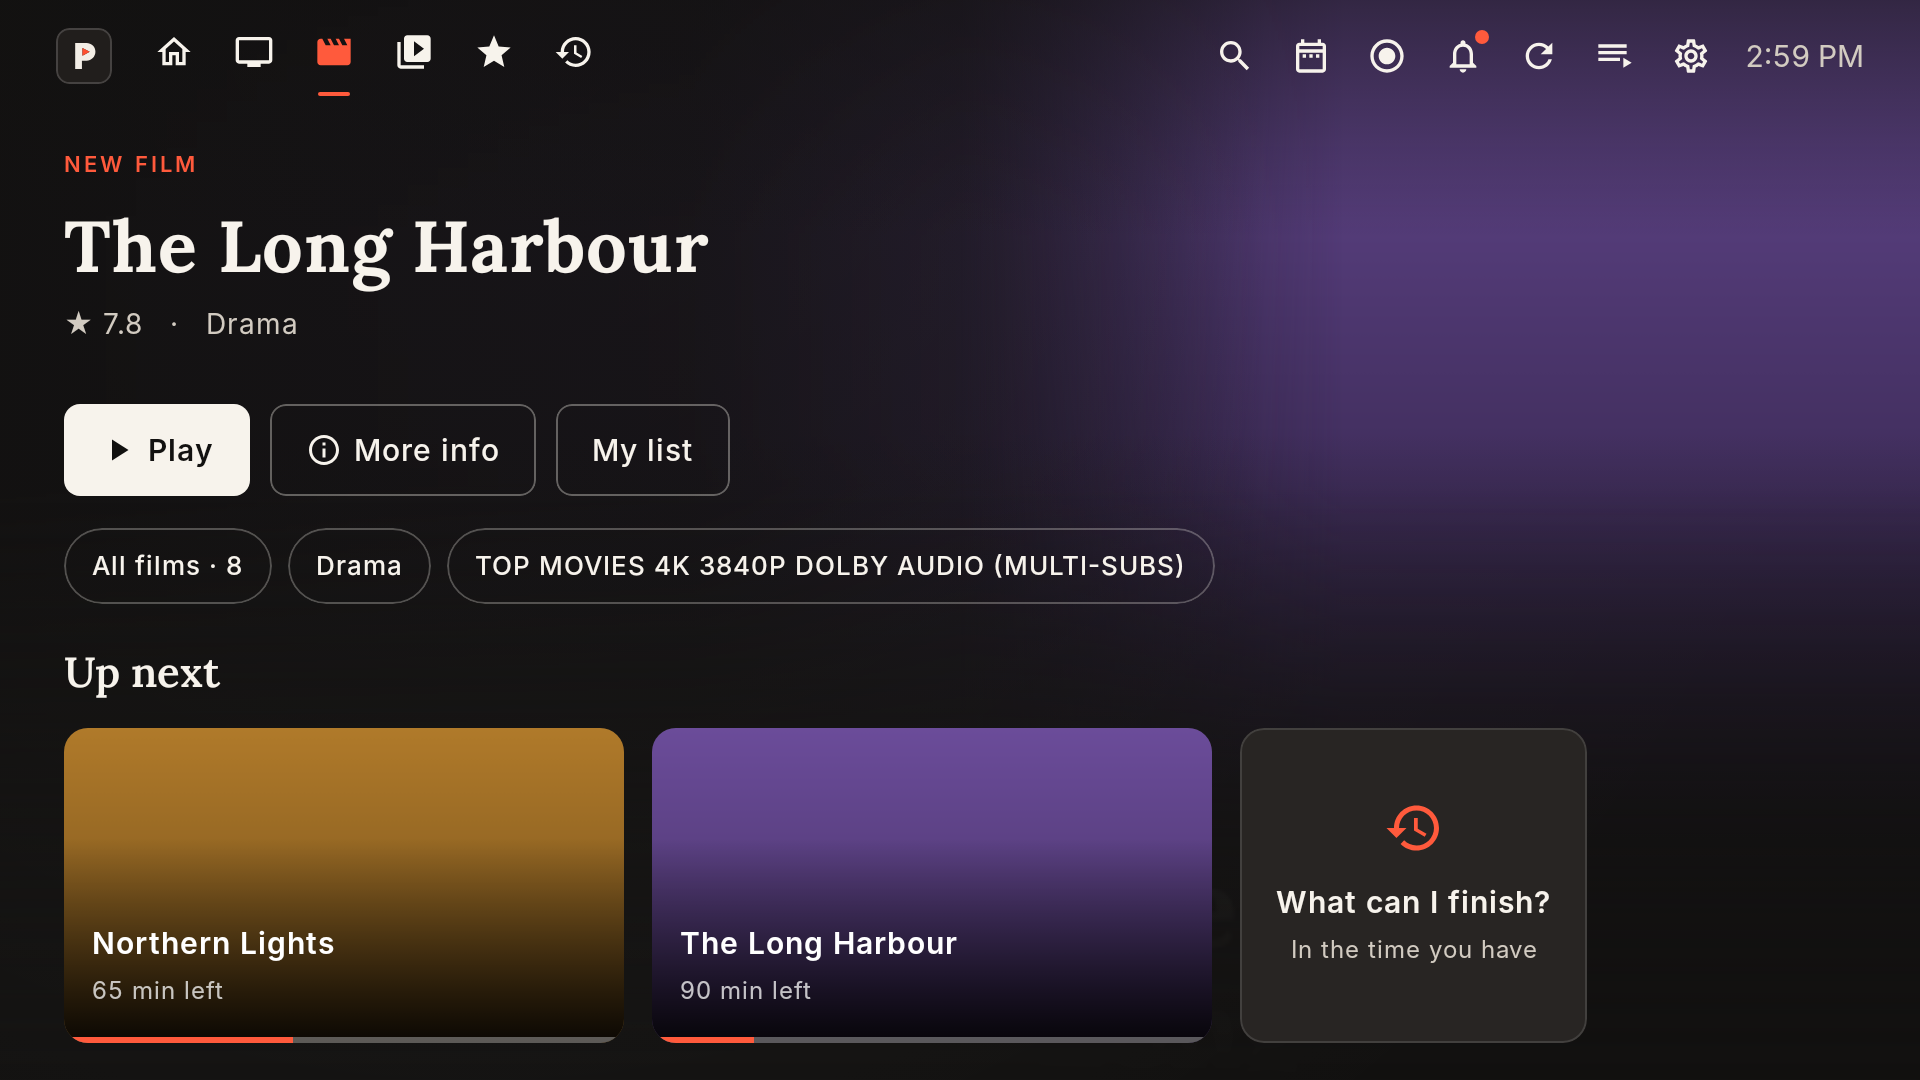 P
2:59 PM
NEW FILM
The Long Harbour
★ 7.8 · Drama
Play
More info
My list
All films · 8
Drama
TOP MOVIES 4K 3840P DOLBY AUDIO (MULTI-SUBS)
Up next
Northern Lights
65 min left
The Long Harbour
90 min left
What can I finish?
In the time you have